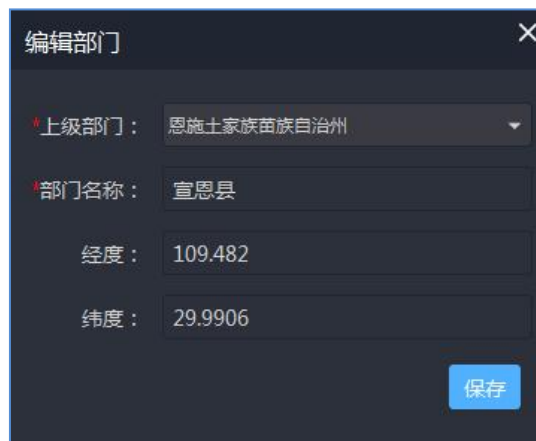 编辑部门
*上级部门： 恩施土家族苗族自治州
*部门名称： 宣恩县
经度： 109.482
纬度： 29.9906
保存